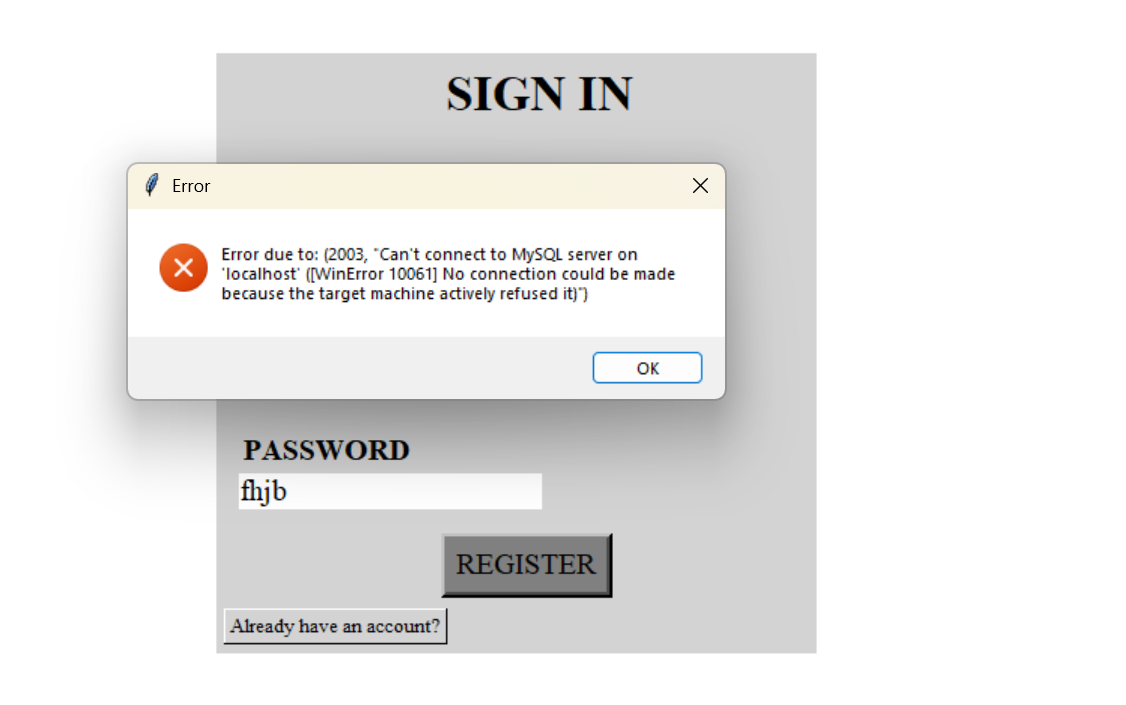 SIGN IN
Error
Error due to: (2003, "Can't connect to MySQL server on
'localhost' ([WinError 10061] No connection could be made
because the target machine actively refused it)")
OK
PASSWORD
fhjb
REGISTER
Already have an account?